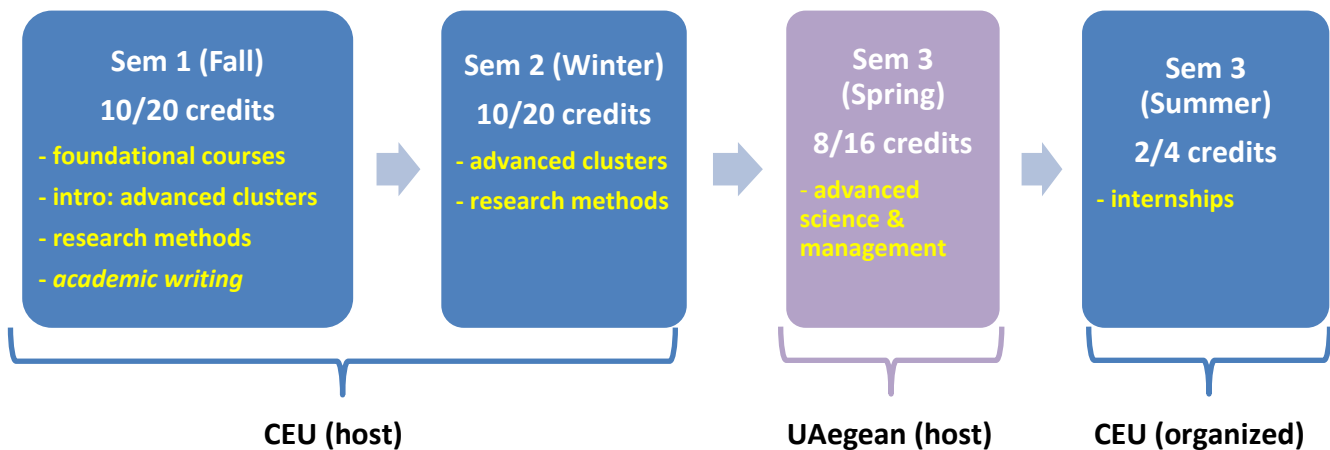 Sem 1 (Fall)
10/20 credits
- foundational courses
- intro: advanced clusters
- research methods
- academic writing
Sem 2 (Winter)
10/20 credits
- advanced clusters
- research methods
Sem 3
(Spring)
8/16 credits
- advanced
science &
management
Sem 3
(Summer)
2/4 credits
- internships
CEU (host)
UAegean (host)
CEU (organized)